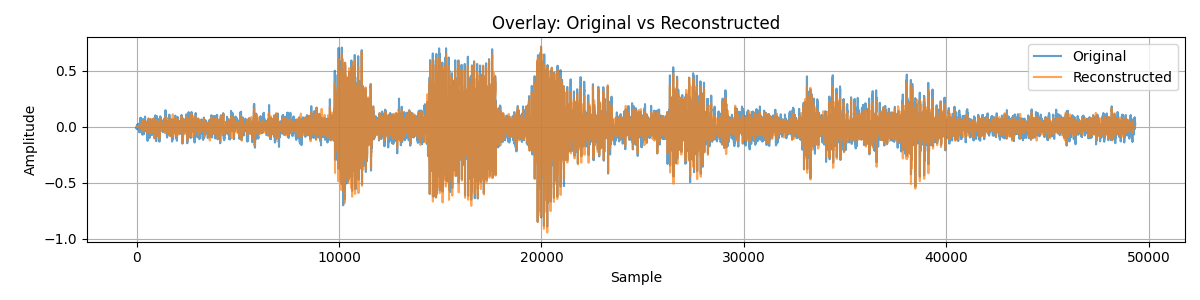 Overlay: Original vs Reconstructed
Original
Reconstructed
Amplitude
0.5
0.0
−0.5
−1.0
0 10000 20000 30000 40000 50000
Sample